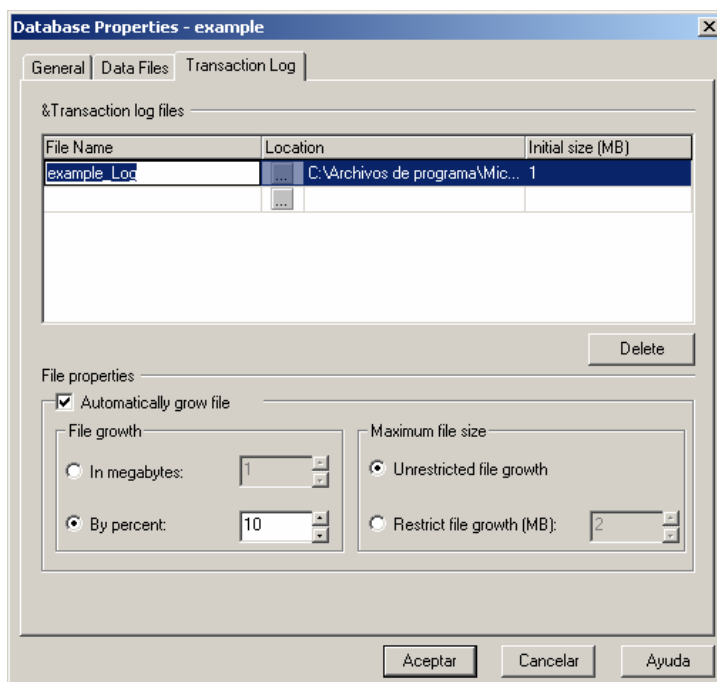 Database Properties - example
General Data Files Transaction Log
&Transaction log files
File Name Location Initial size (MB)
example_Log ... C:\Archivos de programa\Mic... 1
...
Delete
File properties
Automatically grow file
File growth Maximum file size
In megabytes: 1 Unrestricted file growth
By percent: 10 Restrict file growth (MB): 2
Aceptar Cancelar Ayuda